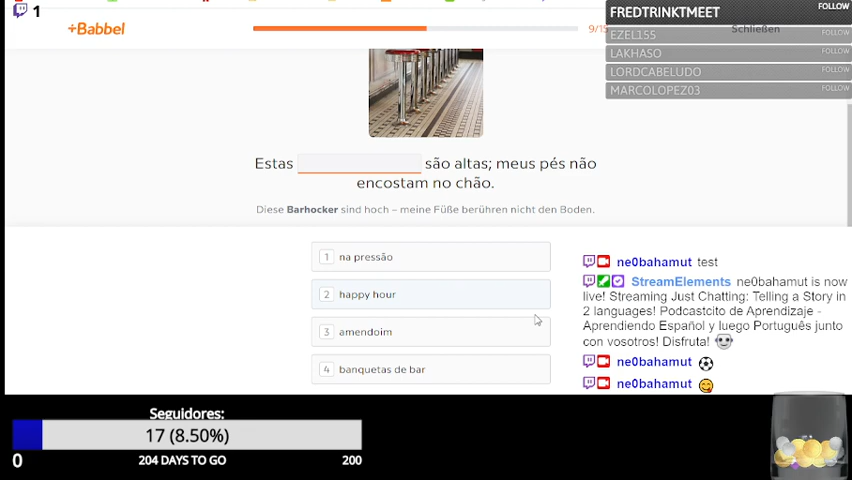 1
FREDTRINKTMEET FOLLOW
EZEL155 FOLLOW
LAKHASO FOLLOW
LORDCABELUDO FOLLOW
MARCOLOPEZ03 FOLLOW
+Babbel
9/15
Schließen
Estas são altas; meus pés não
encostam no chão.
Diese Barhocker sind hoch – meine Füße berühren nicht den Boden.
1 na pressão
2 happy hour
3 amendoim
4 banquetas de bar
ne0bahamut test
StreamElements ne0bahamut is now
live! Streaming Just Chatting: Telling a Story in
2 languages! Podcastcito de Aprendizaje -
Aprendiendo Español y luego Português junto
con vosotros! Disfruta!
ne0bahamut
ne0bahamut
Seguidores:
17 (8.50%)
0 204 DAYS TO GO 200